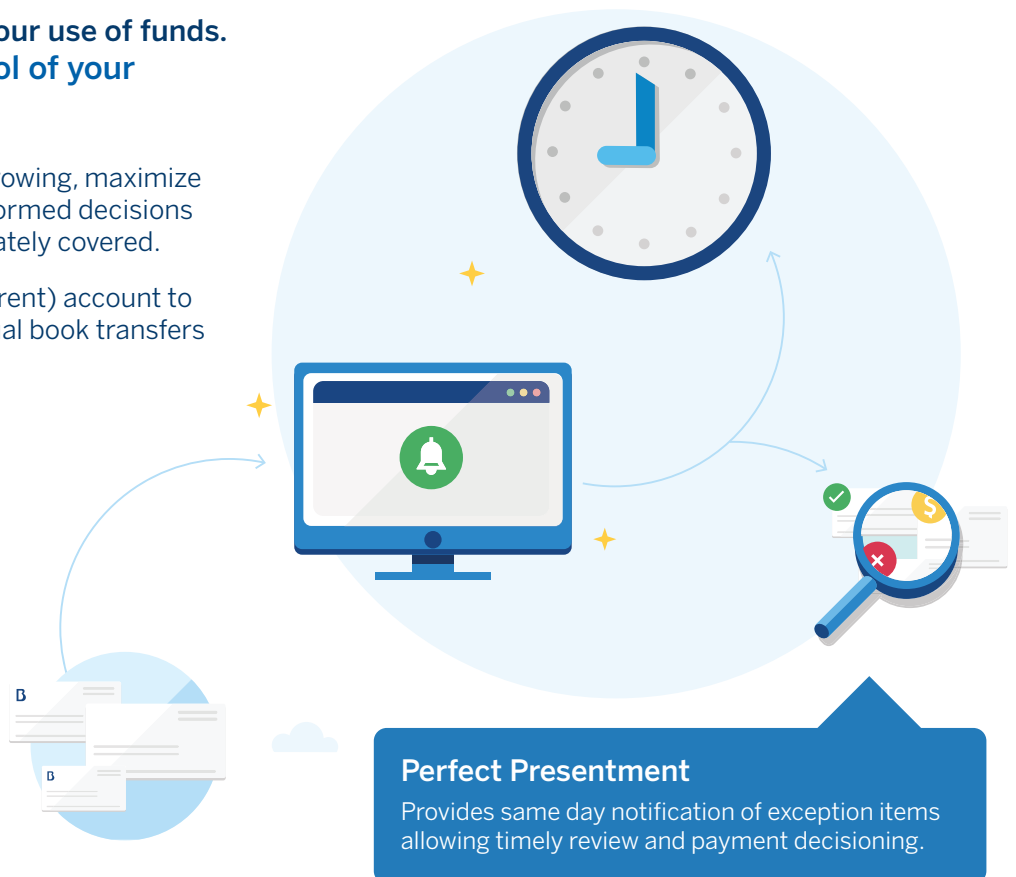 our use of funds.
ol of your
owing, maximize
ormed decisions
ately covered.
rent) account to
al book transfers
B
B
$
Perfect Presentment
Provides same day notification of exception items
allowing timely review and payment decisioning.